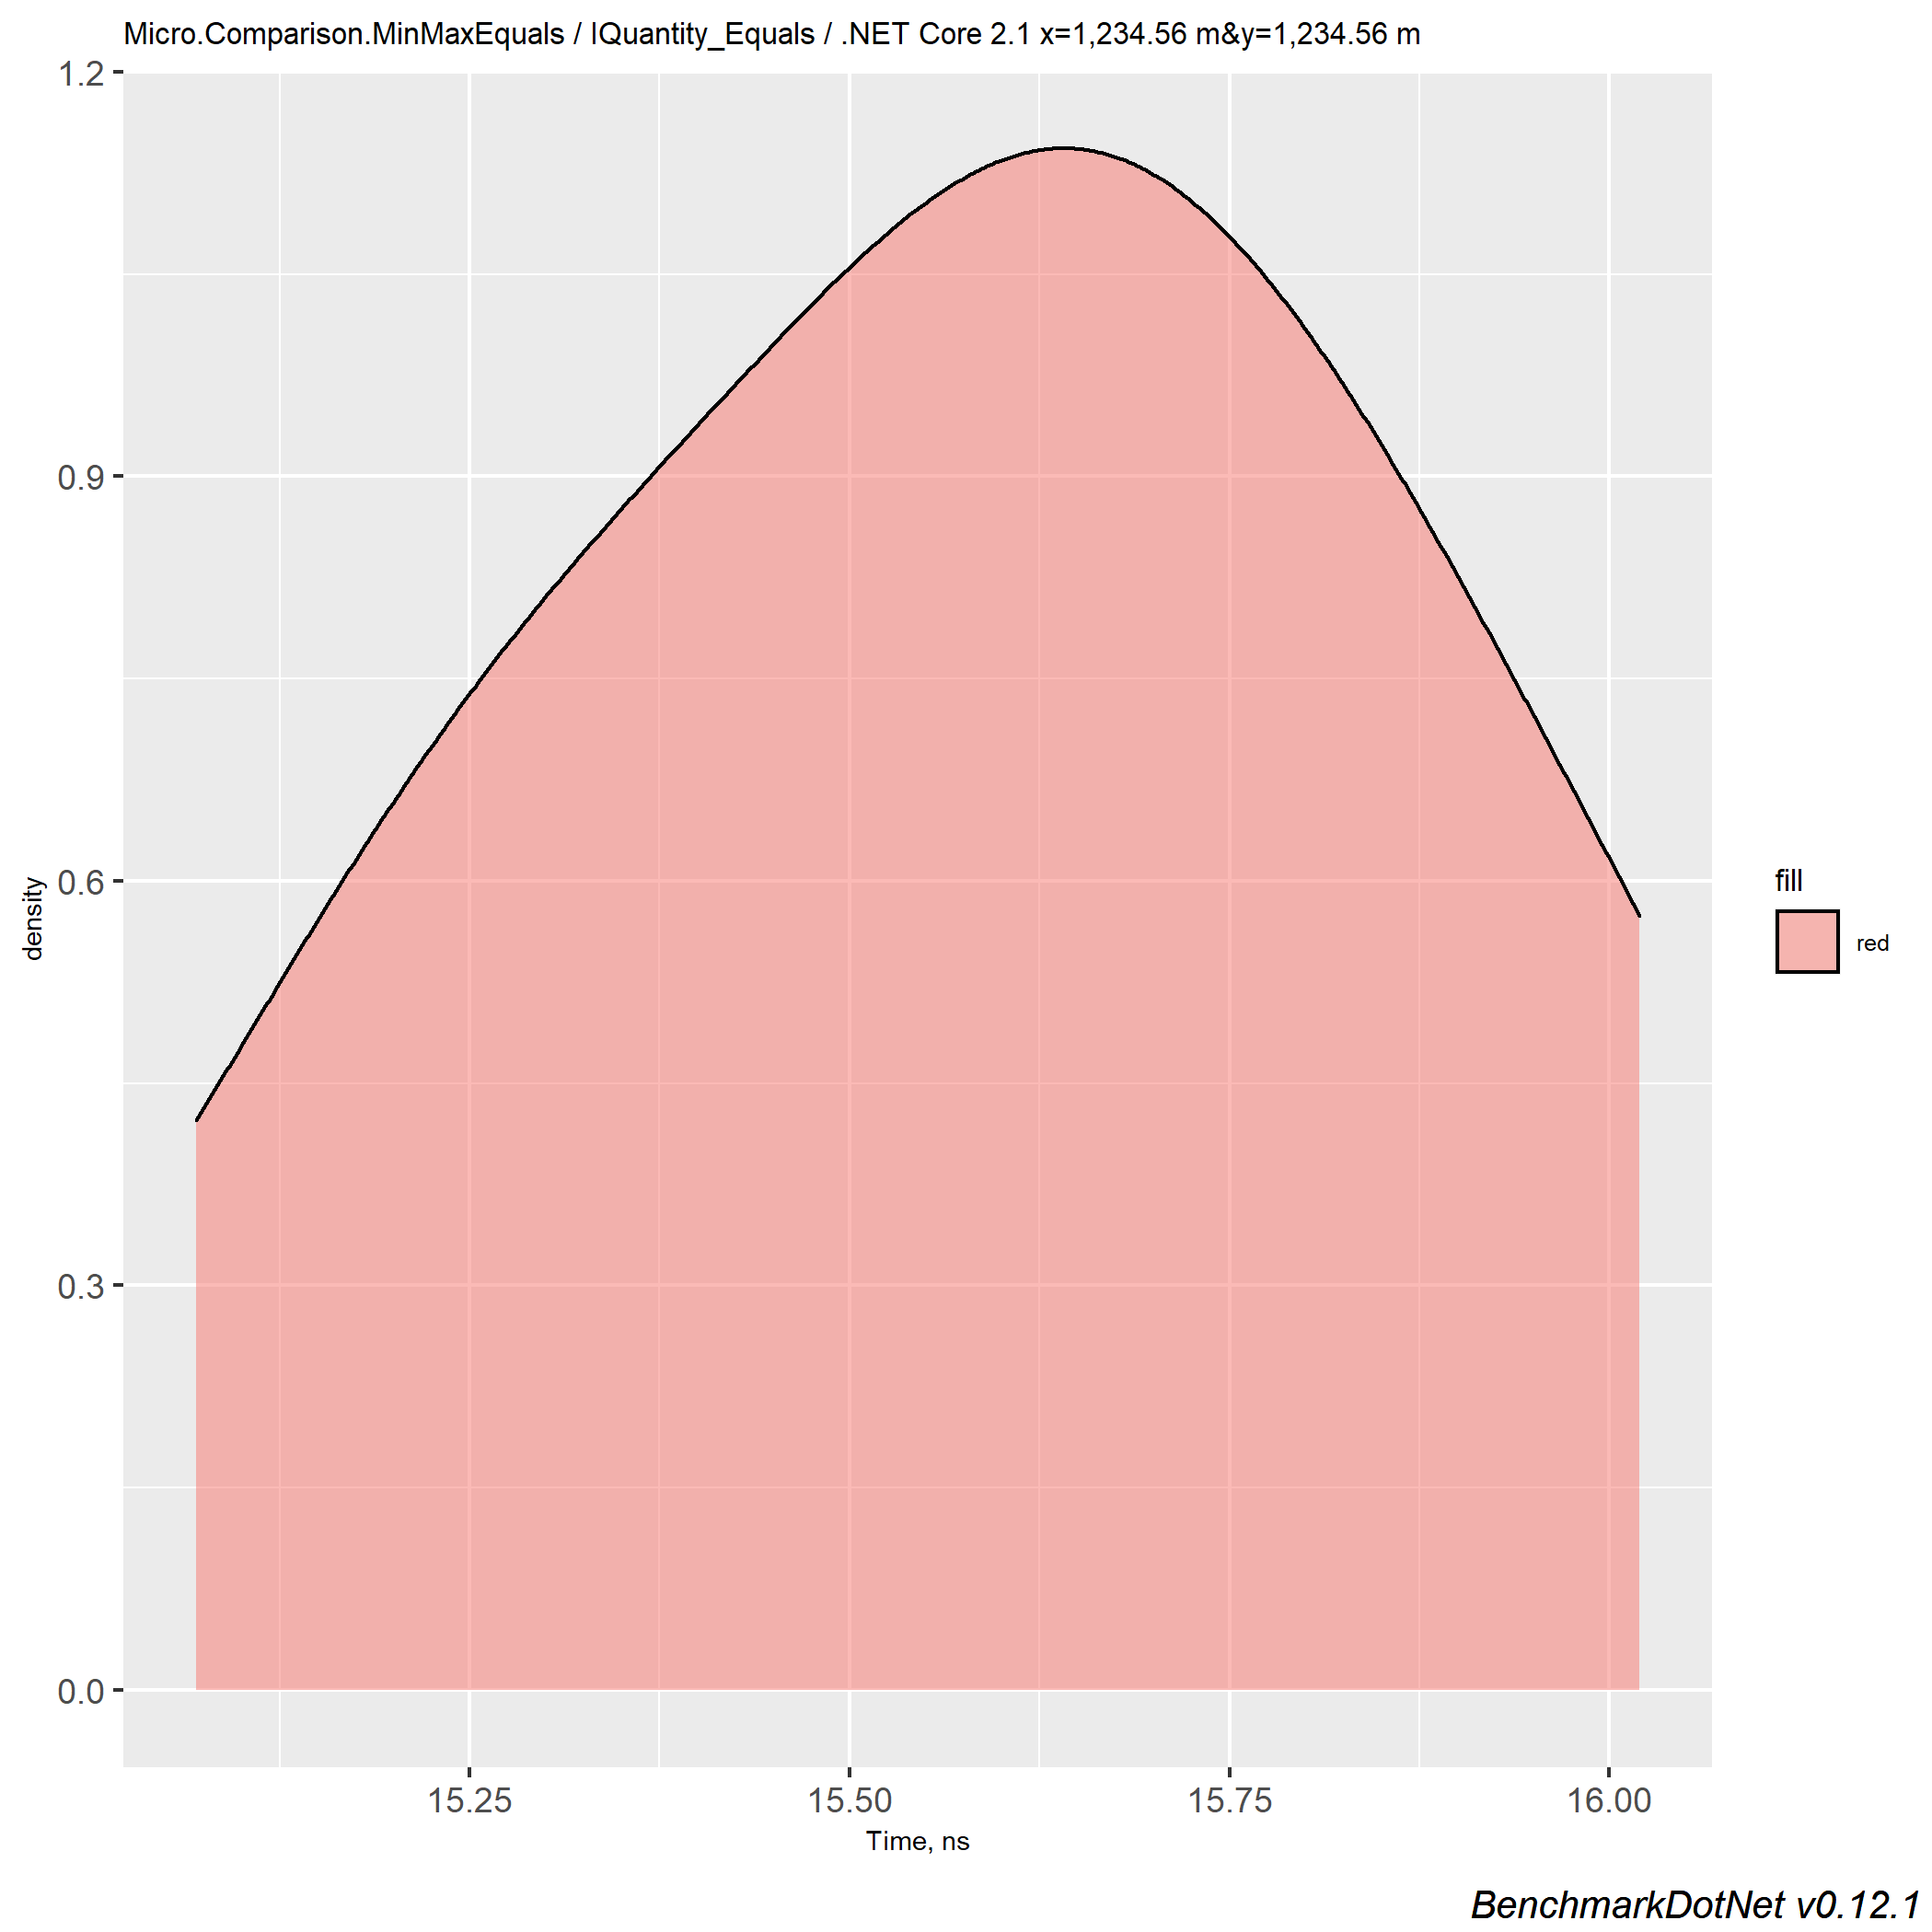 Micro.Comparison.MinMaxEquals / IQuantity_Equals / .NET Core 2.1 x=1,234.56 m&y=1,234.56 m
1.2
0.9
0.6
0.3
0.0
density
15.25
15.50
15.75
16.00
Time, ns
fill
red
BenchmarkDotNet v0.12.1